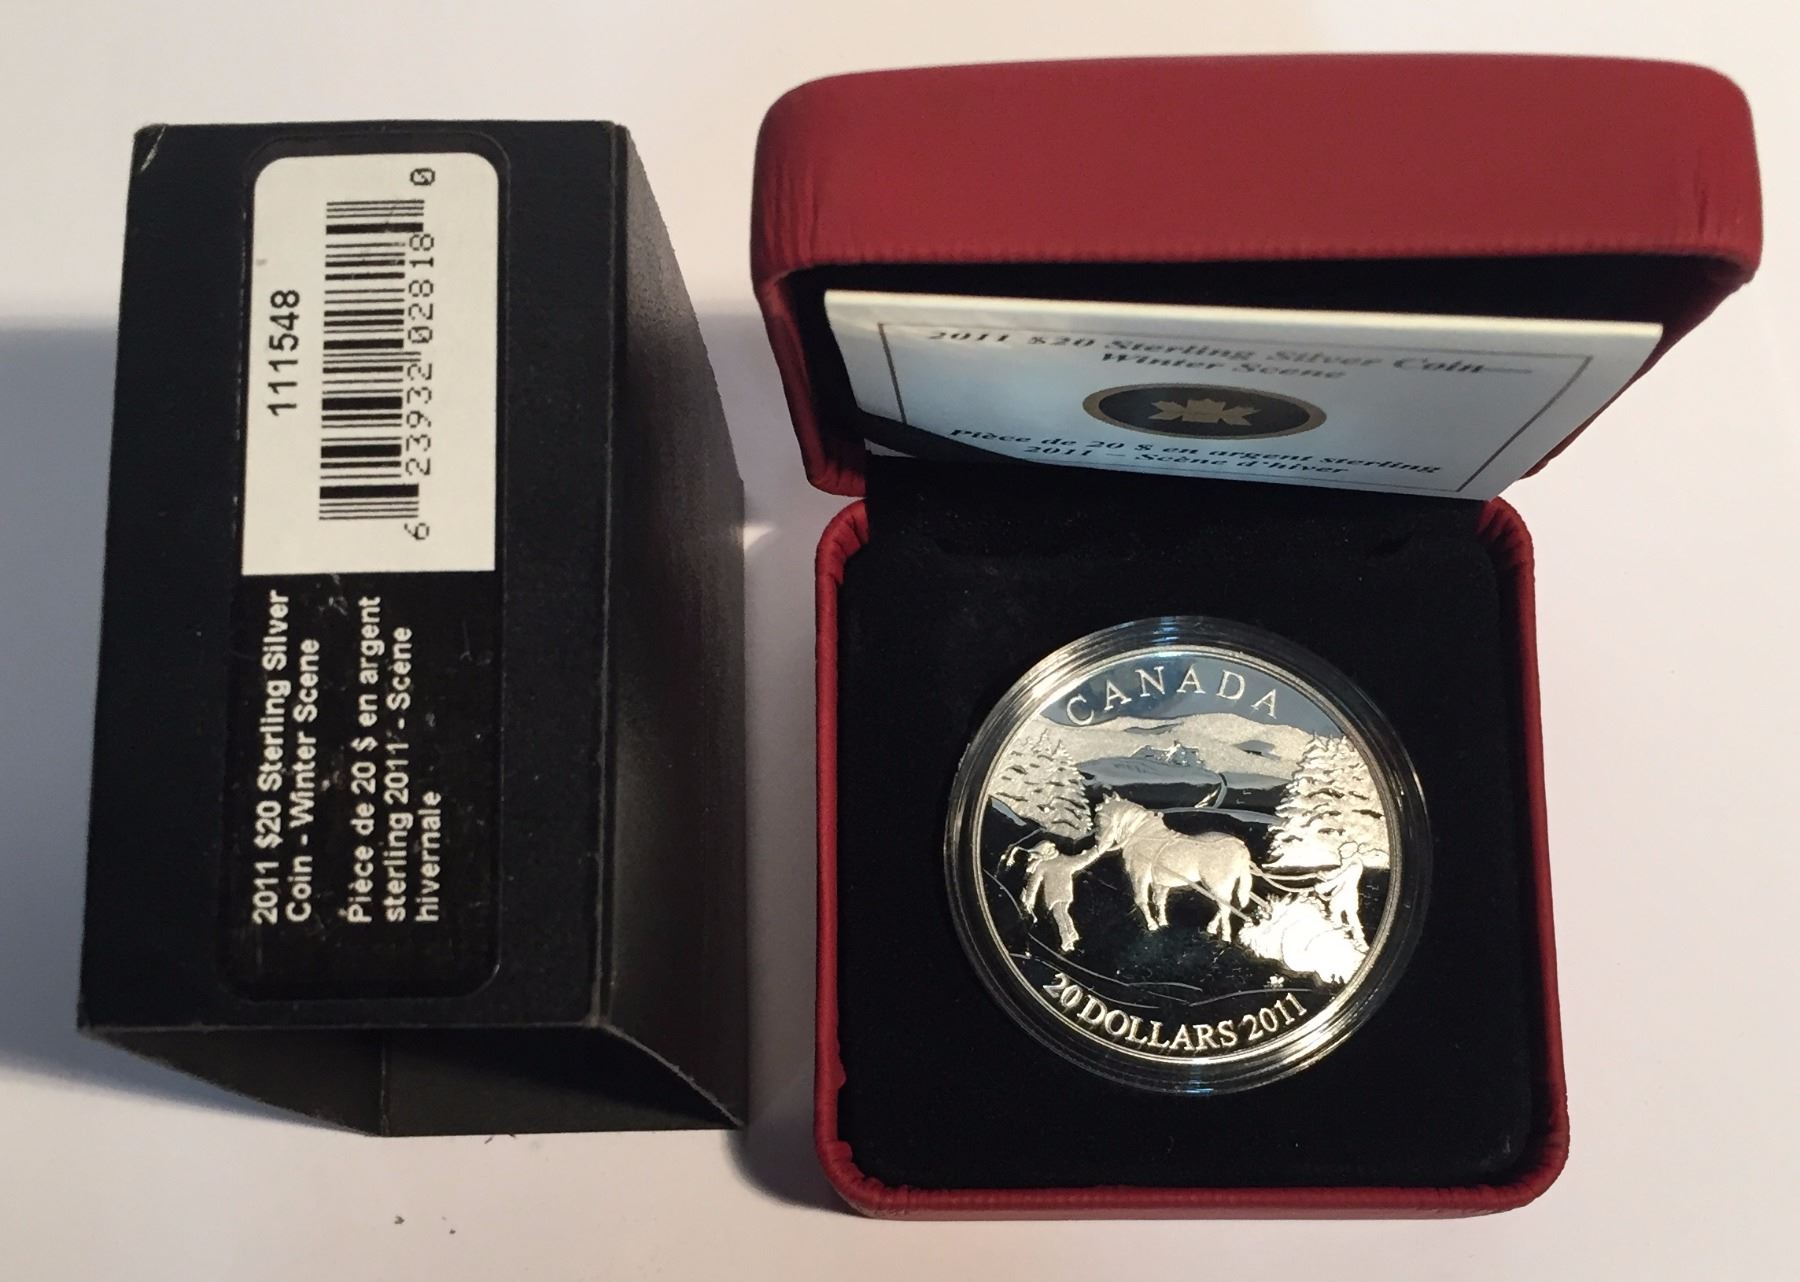 111548
6 23932 02818 0
2011 $20 Sterling Silver
Coin - Winter Scene
Pièce de 20 $ en argent
sterling 2011 - Scène
hivernale
2011 $20 Sterling Silver Coin
Winter Scene
Pièce de 20 $ en argent sterling
2011 – Scène d'hiver
CANADA
20 DOLLARS 2011